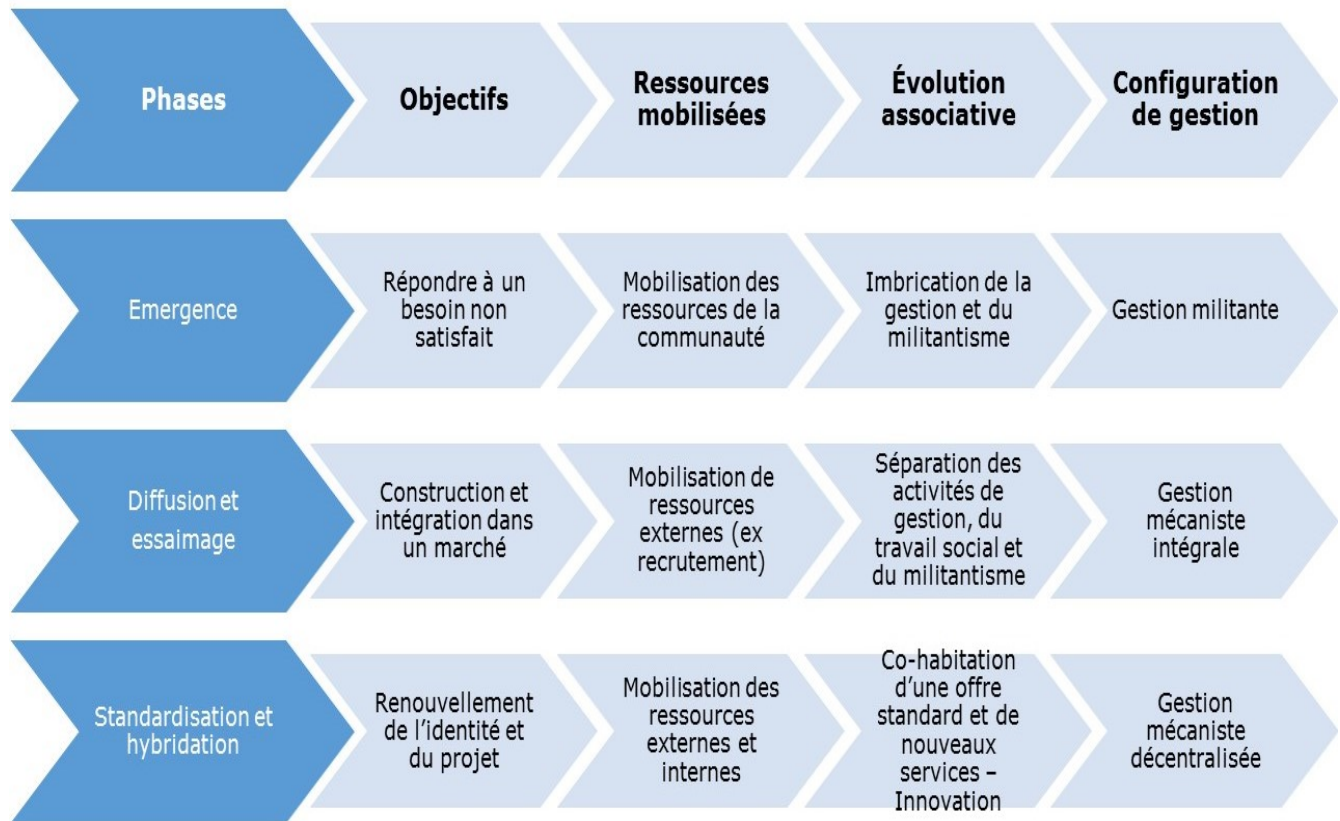 Phases
Objectifs
Ressources
mobilisées
Évolution
associative
Configuration
de gestion
Emergence
Répondre à un
besoin non
satisfait
Mobilisation des
ressources de la
communauté
Imbrication de la
gestion et du
militantisme
Gestion militante
Diffusion et
essaimage
Construction et
intégration dans
un marché
Mobilisation de
ressources
externes (ex
recrutement)
Séparation des
activités de
gestion, du
travail social et
du militantisme
Gestion
mécaniste
intégrale
Standardisation et
hybridation
Renouvellement
de l’identité et
du projet
Mobilisation des
ressources
externes et
internes
Co-habitation
d’une offre
standard et de
nouveaux
services –
Innovation
Gestion
mécaniste
décentralisée